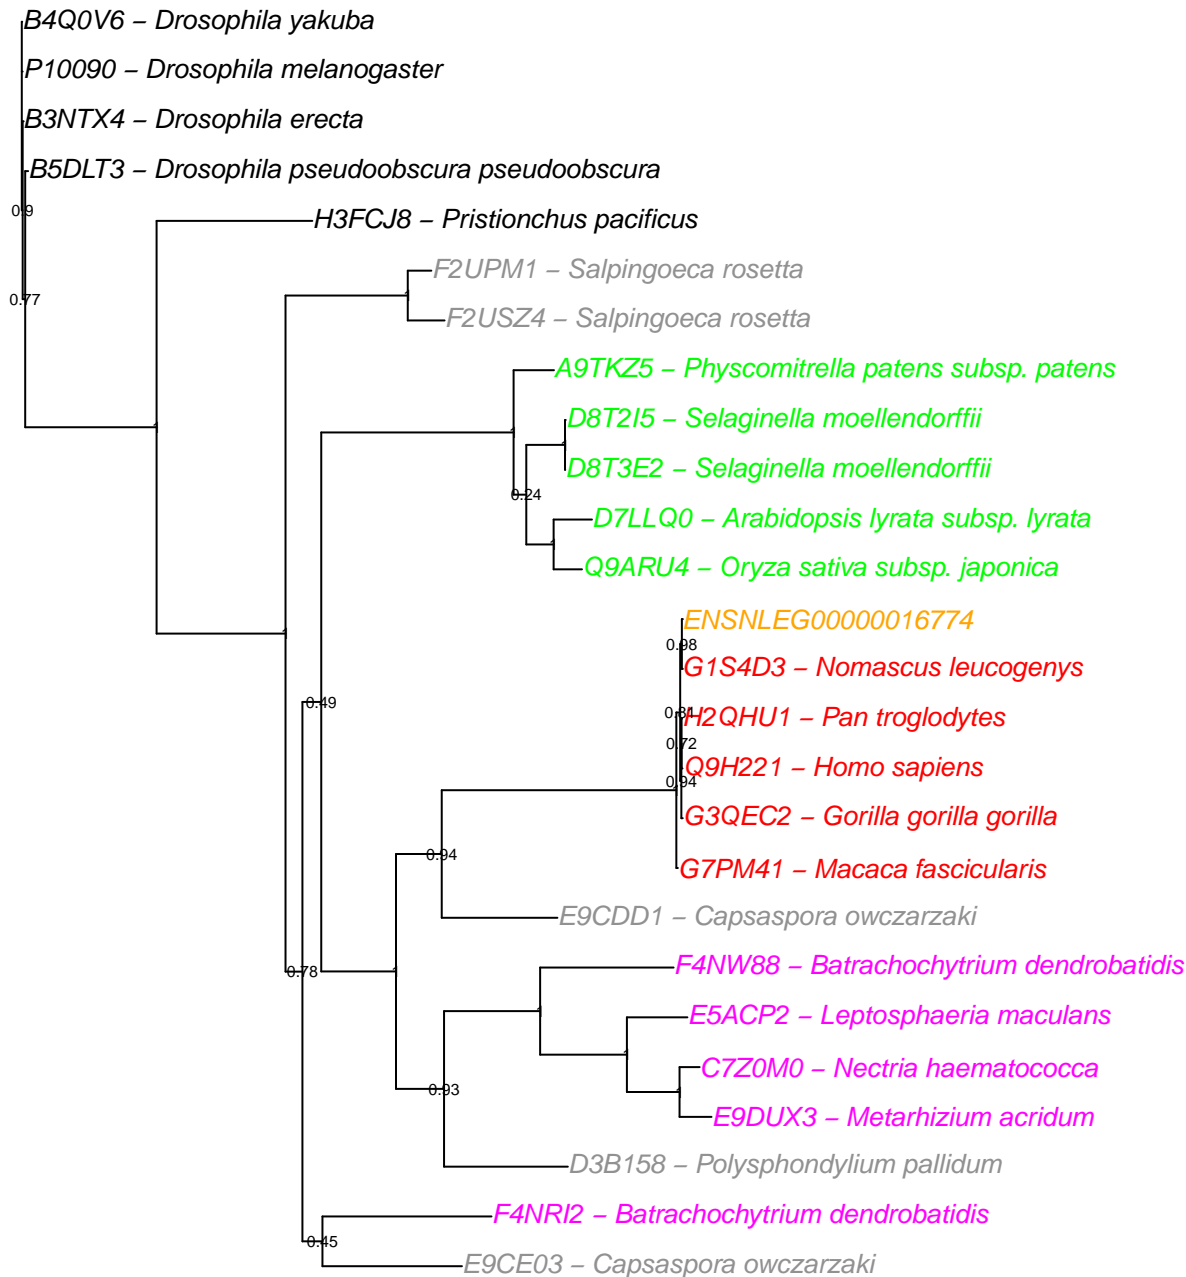 B4Q0V6 – Drosophila yakuba
P10090 – Drosophila melanogaster
B3NTX4 – Drosophila erecta
B5DLT3 – Drosophila pseudoobscura pseudoobscura
0.9
H3FCJ8 – Pristionchus pacificus
F2UPM1 – Salpingoeca rosetta
0.77
F2USZ4 – Salpingoeca rosetta
A9TKZ5 – Physcomitrella patens subsp. patens
D8T2I5 – Selaginella moellendorffii
D8T3E2 – Selaginella moellendorffii
0.24
D7LLQ0 – Arabidopsis lyrata subsp. lyrata
Q9ARU4 – Oryza sativa subsp. japonica
ENSNLEG00000016774
0.98
G1S4D3 – Nomascus leucogenys
0.49
H2QHU1 – Pan troglodytes
0.72
Q9H221 – Homo sapiens
0.94
G3QEC2 – Gorilla gorilla gorilla
0.94
G7PM41 – Macaca fascicularis
E9CDD1 – Capsaspora owczarzaki
F4NW88 – Batrachochytrium dendrobatidis
0.78
E5ACP2 – Leptosphaeria maculans
C7Z0M0 – Nectria haematococca
0.93
E9DUX3 – Metarhizium acridum
D3B158 – Polysphondylium pallidum
F4NRI2 – Batrachochytrium dendrobatidis
0.45
E9CE03 – Capsaspora owczarzaki